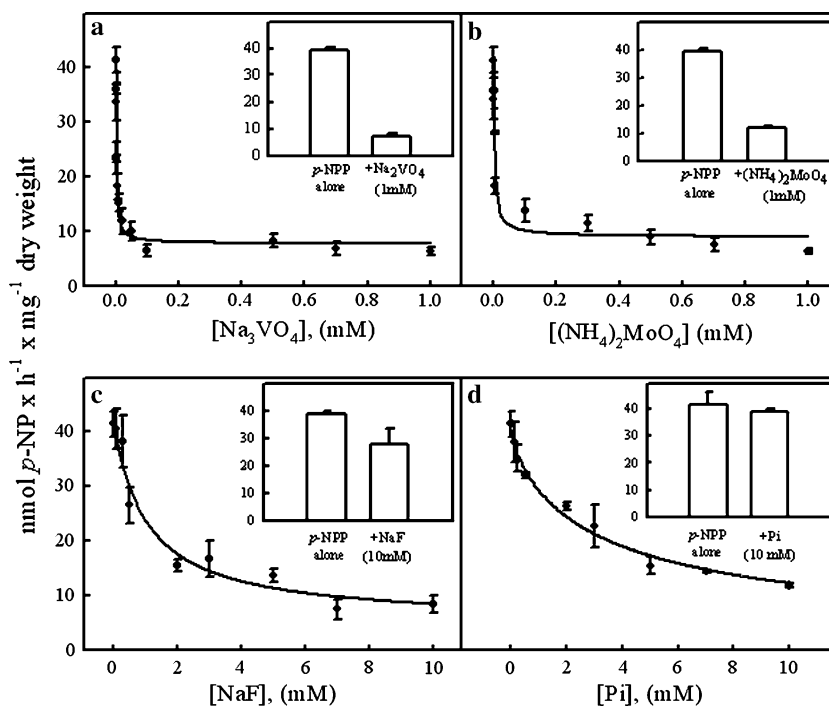 nmol p-NP x h⁻¹ x mg⁻¹ dry weight
a
40
30
20
10
0
0.0 0.2 0.4 0.6 0.8 1.0
[Na₃VO₄], (mM)
40
30
20
10
0
p-NPP alone
+Na₂VO₄ (1mM)
b
0.0 0.2 0.4 0.6 0.8 1.0
[(NH₄)₂MoO₄] (mM)
40
30
20
10
0
p-NPP alone
+(NH₄)₂MoO₄ (1mM)
c
40
30
20
10
0
0 2 4 6 8 10
[NaF], (mM)
40
30
20
10
0
p-NPP alone
+NaF (10mM)
d
0 2 4 6 8 10
[Pi], (mM)
40
30
20
10
0
p-NPP alone
+Pi (10 mM)